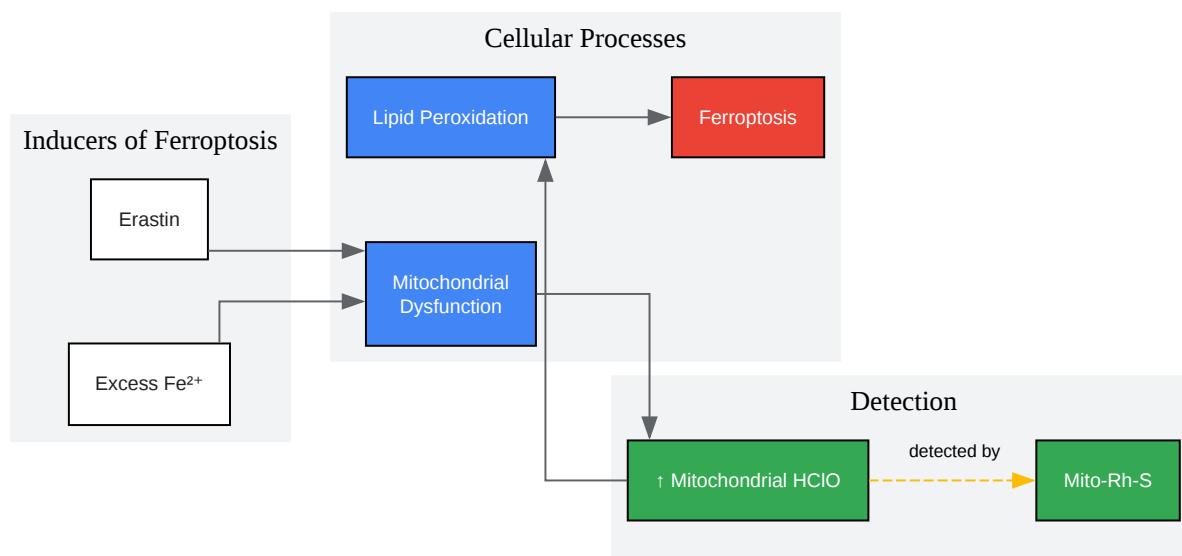 Cellular Processes
Lipid Peroxidation
Ferroptosis
Inducers of Ferroptosis
Erastin
Mitochondrial
Dysfunction
Excess Fe²⁺
Detection
↑ Mitochondrial HClO
detected by
Mito-Rh-S